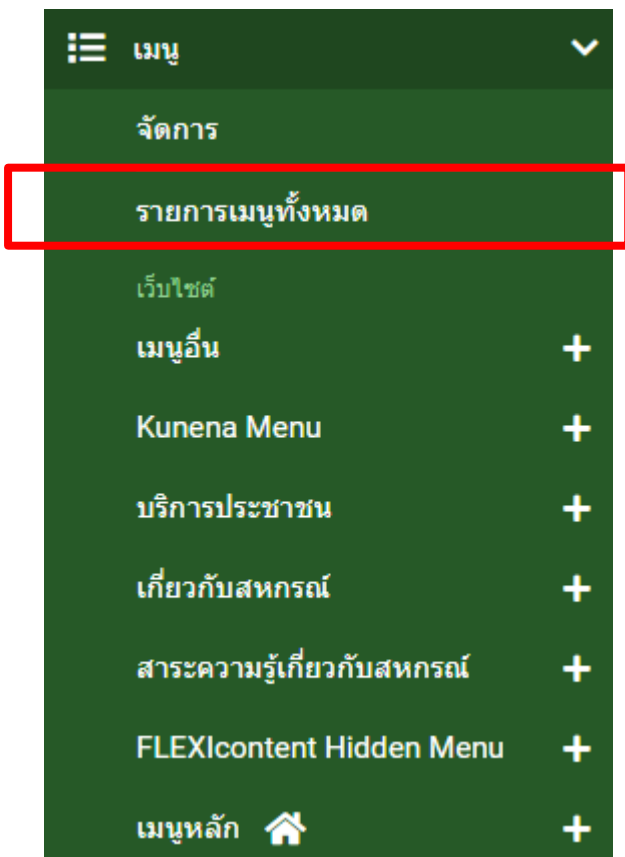 เมนู
จัดการ
รายการเมนูทั้งหมด
เว็บไซต์
เมนูอื่น
Kunena Menu
บริการประชาชน
เกี่ยวกับสหกรณ์
สาระความรู้เกี่ยวกับสหกรณ์
FLEXIcontent Hidden Menu
เมนูหลัก